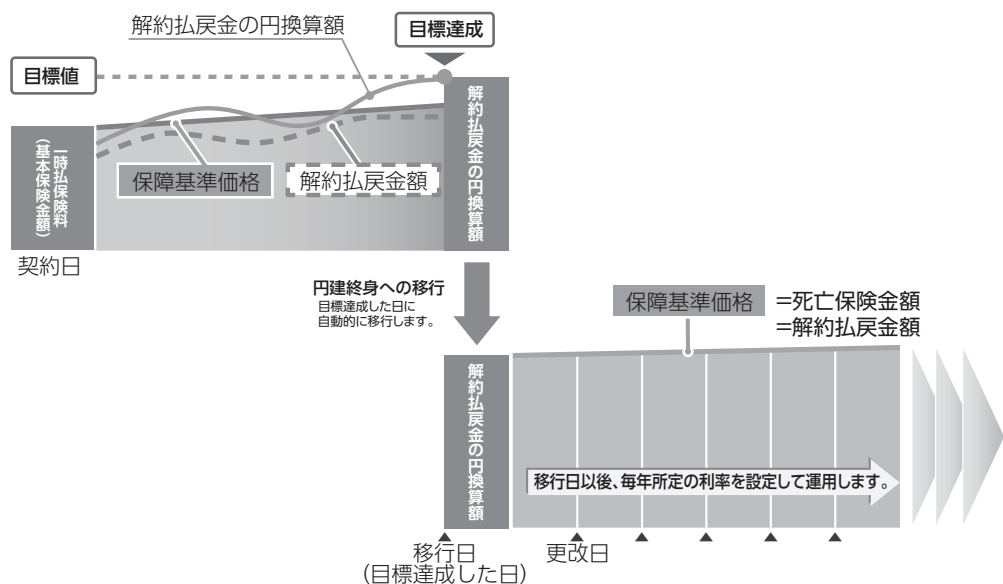 解約払戻金の円換算額
目標達成
目標値
解約払戻金の円換算額
一時払保険料
(基本保険金額)
保障基準価格
解約払戻金額
契約日
円建終身への移行
目標達成した日に
自動的に移行します。
保障基準価格 =死亡保険金額
=解約払戻金額
解約払戻金の円換算額
移行日以後、毎年所定の利率を設定して運用します。
移行日
(目標達成した日)
更改日